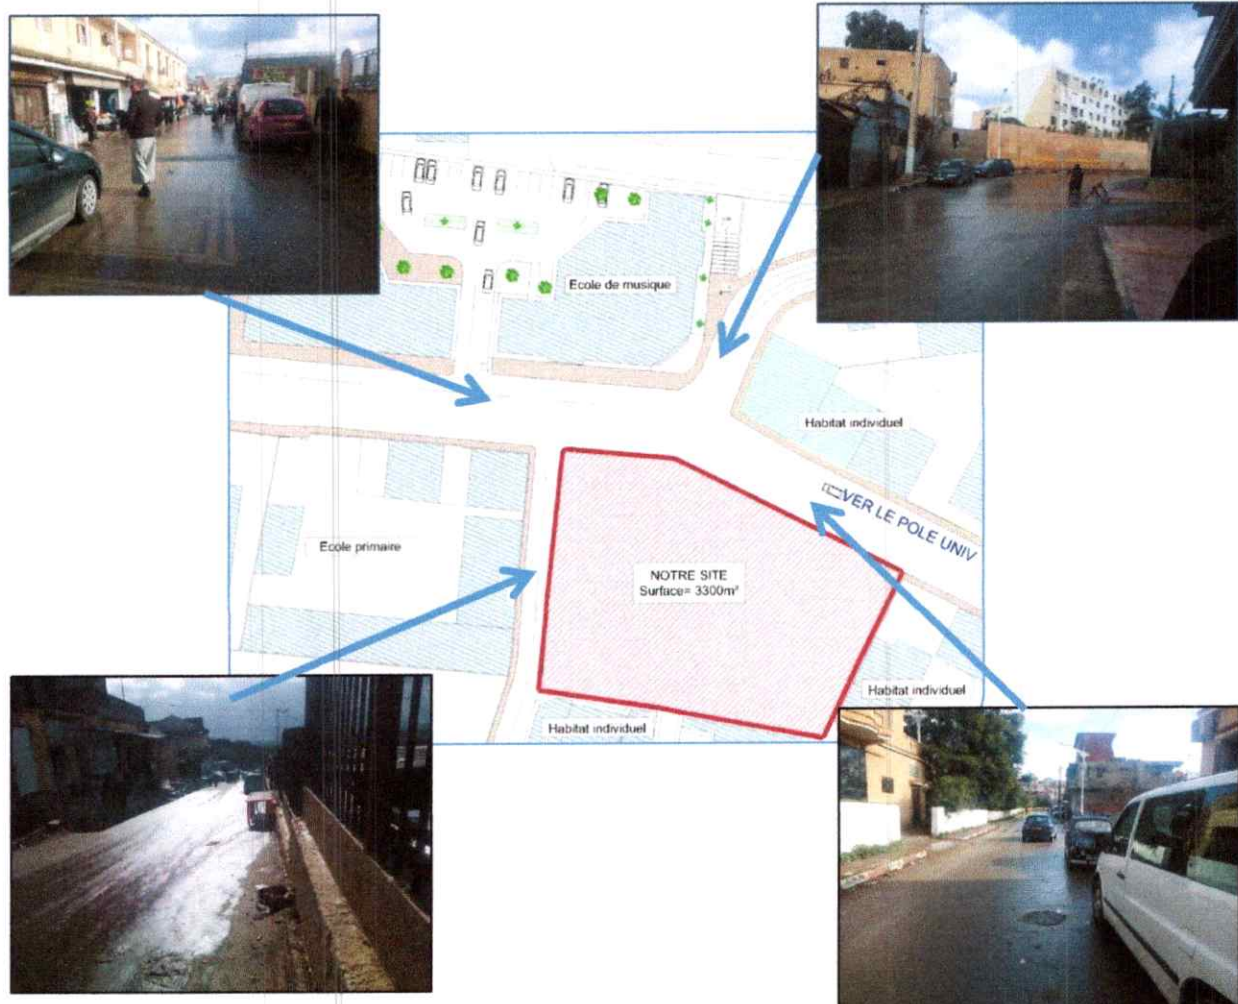 Ecole de musique
Habitat individuel
VER LE POLE UNIV
Ecole primaire
NOTRE SITE
Surface= 3300m²
Habitat individuel
Habitat individuel